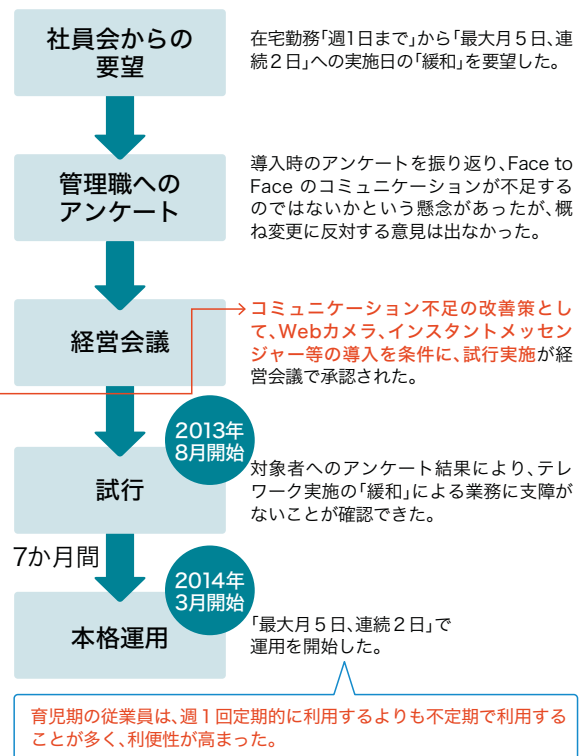 社員会からの
要望
在宅勤務「週1日まで」から「最大月５日、連
続２日」への実施日の「緩和」を要望した。
管理職への
アンケート
導入時のアンケートを振り返り、Face to
Face のコミュニケーションが不足する
のではないかという懸念があったが、概
ね変更に反対する意見は出なかった。
経営会議
コミュニケーション不足の改善策とし
て、Webカメラ、インスタントメッセン
ジャー等の導入を条件に、試行実施が経
営会議で承認された。
2013年
8月開始
試行
対象者へのアンケート結果により、テレ
ワーク実施の「緩和」による業務に支障が
ないことが確認できた。
7か月間
2014年
3月開始
本格運用
「最大月５日、連続２日」で
運用を開始した。
育児期の従業員は、週１回定期的に利用するよりも不定期で利用する
ことが多く、利便性が高まった。